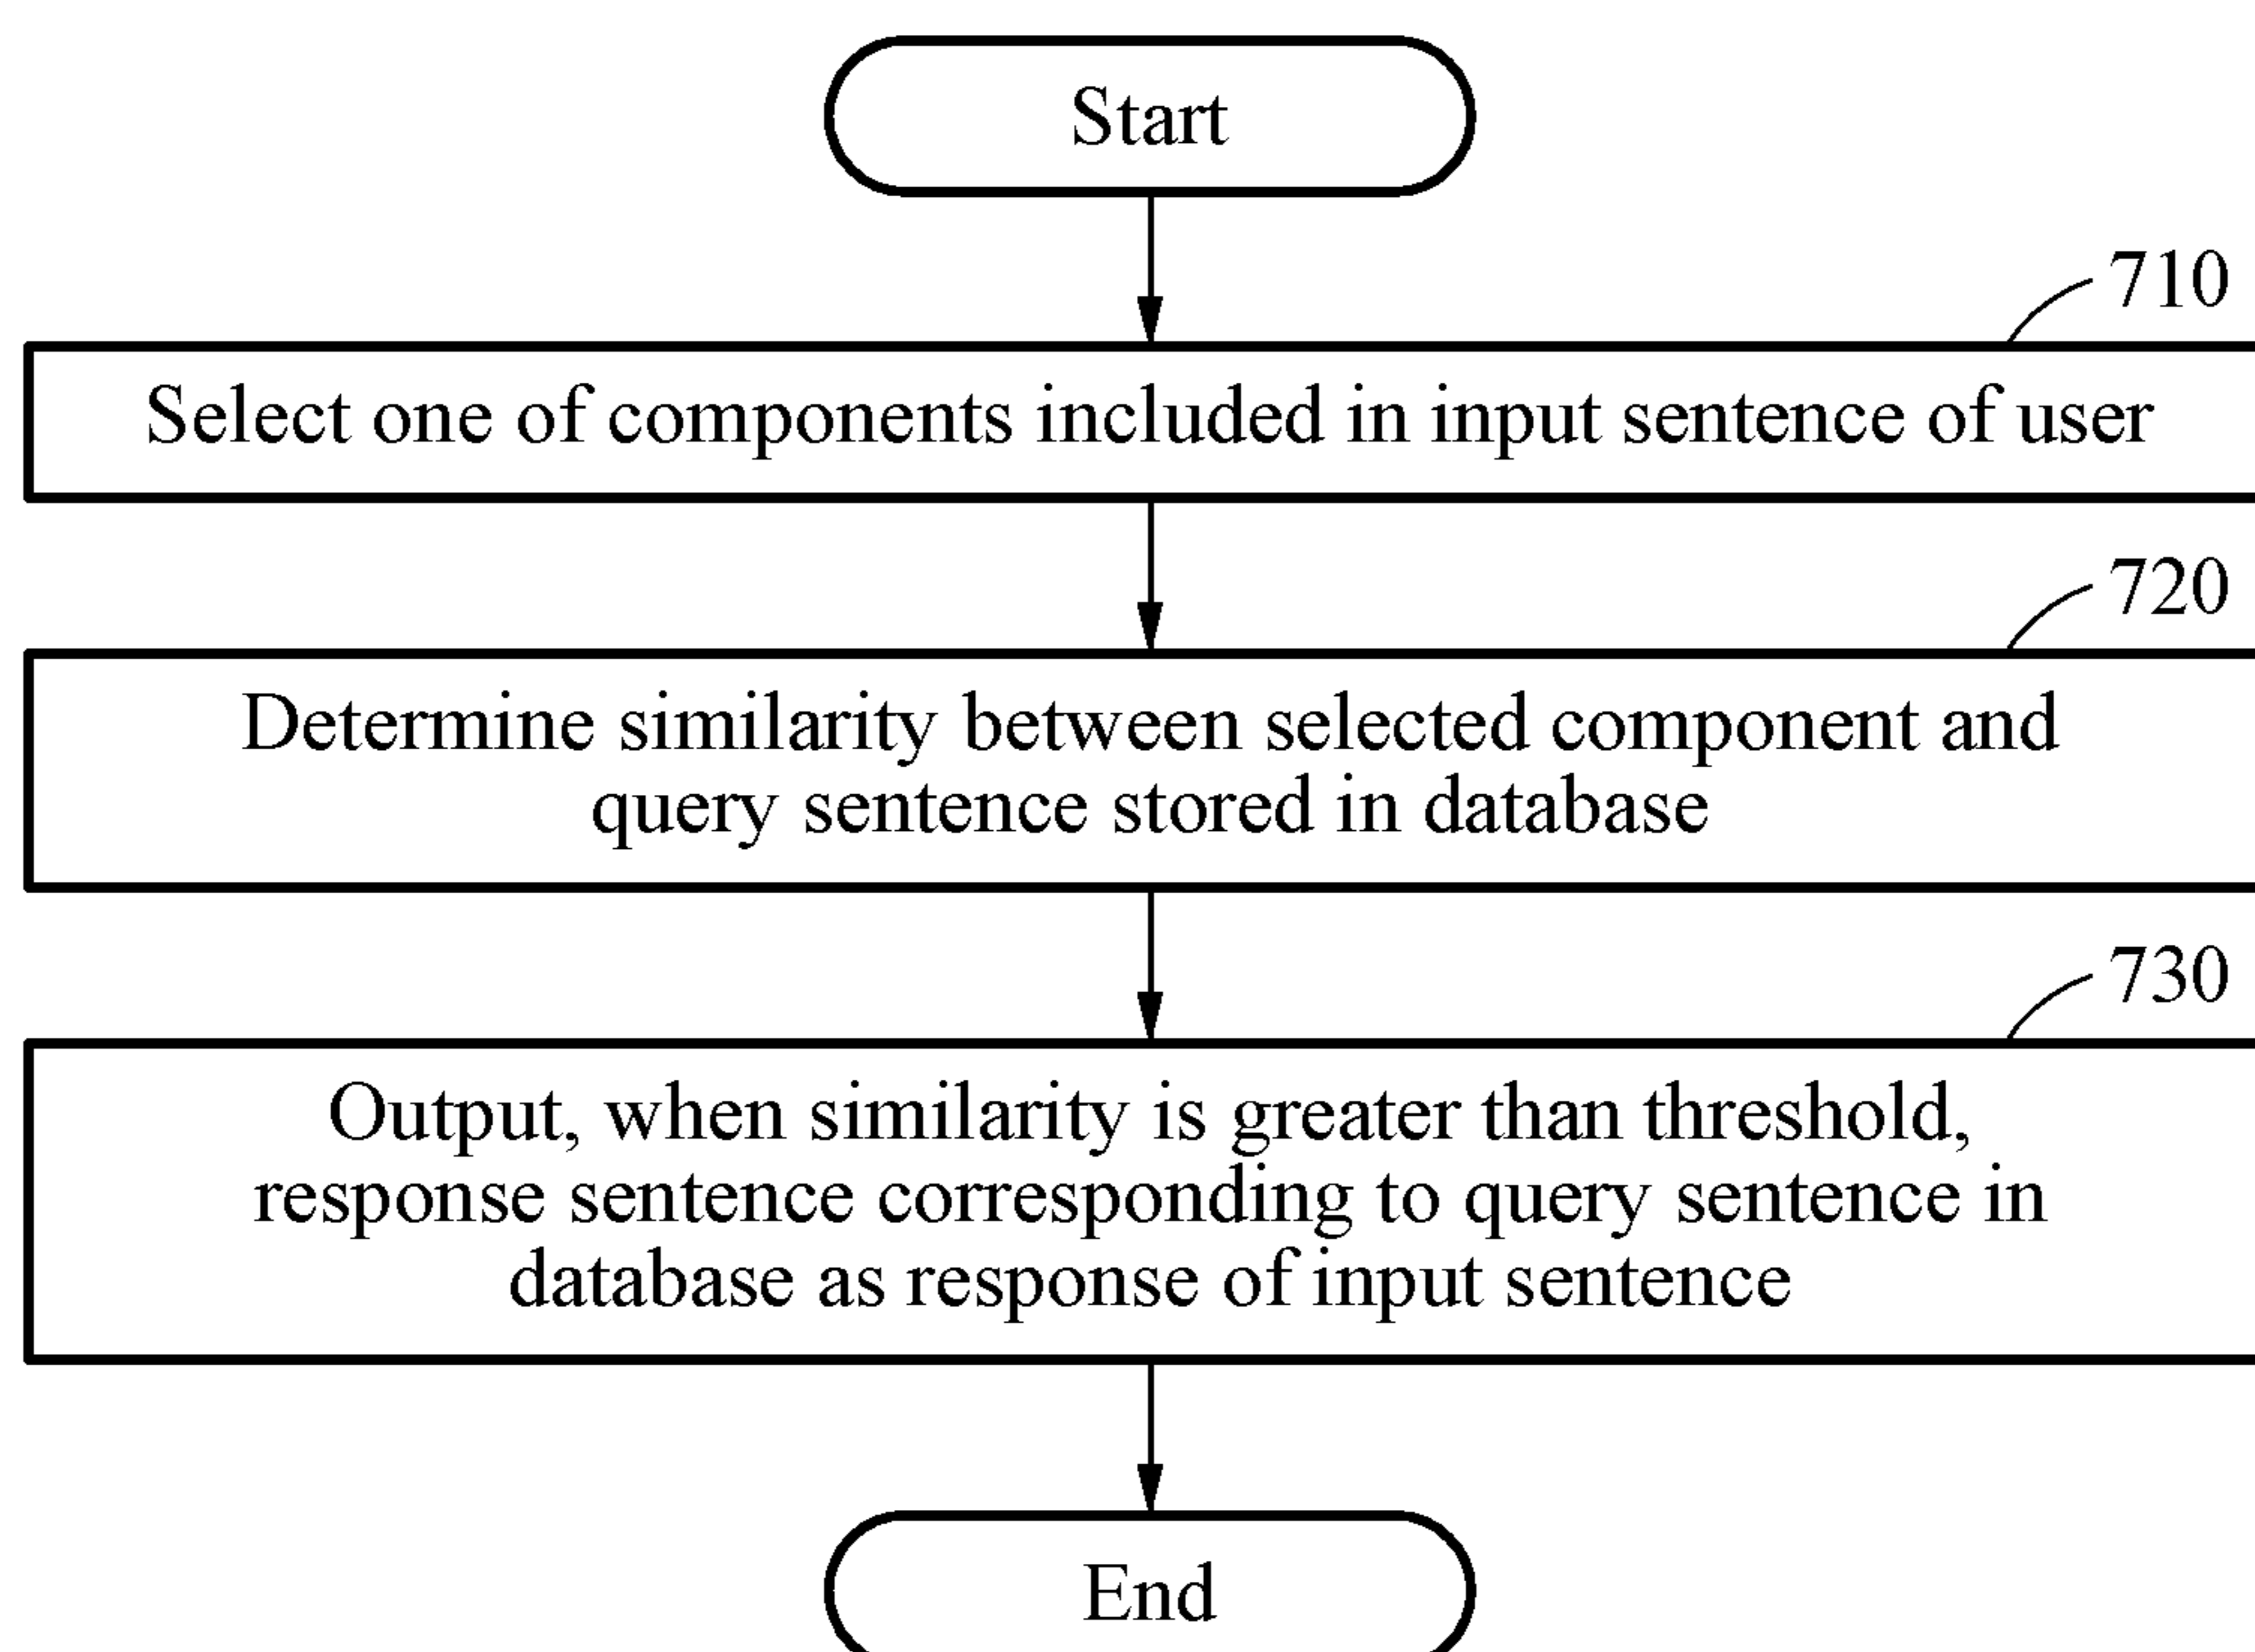 Start
710
Select one of components included in input sentence of user
720
Determine similarity between selected component and
query sentence stored in database
730
Output, when similarity is greater than threshold,
response sentence corresponding to query sentence in
database as response of input sentence
End